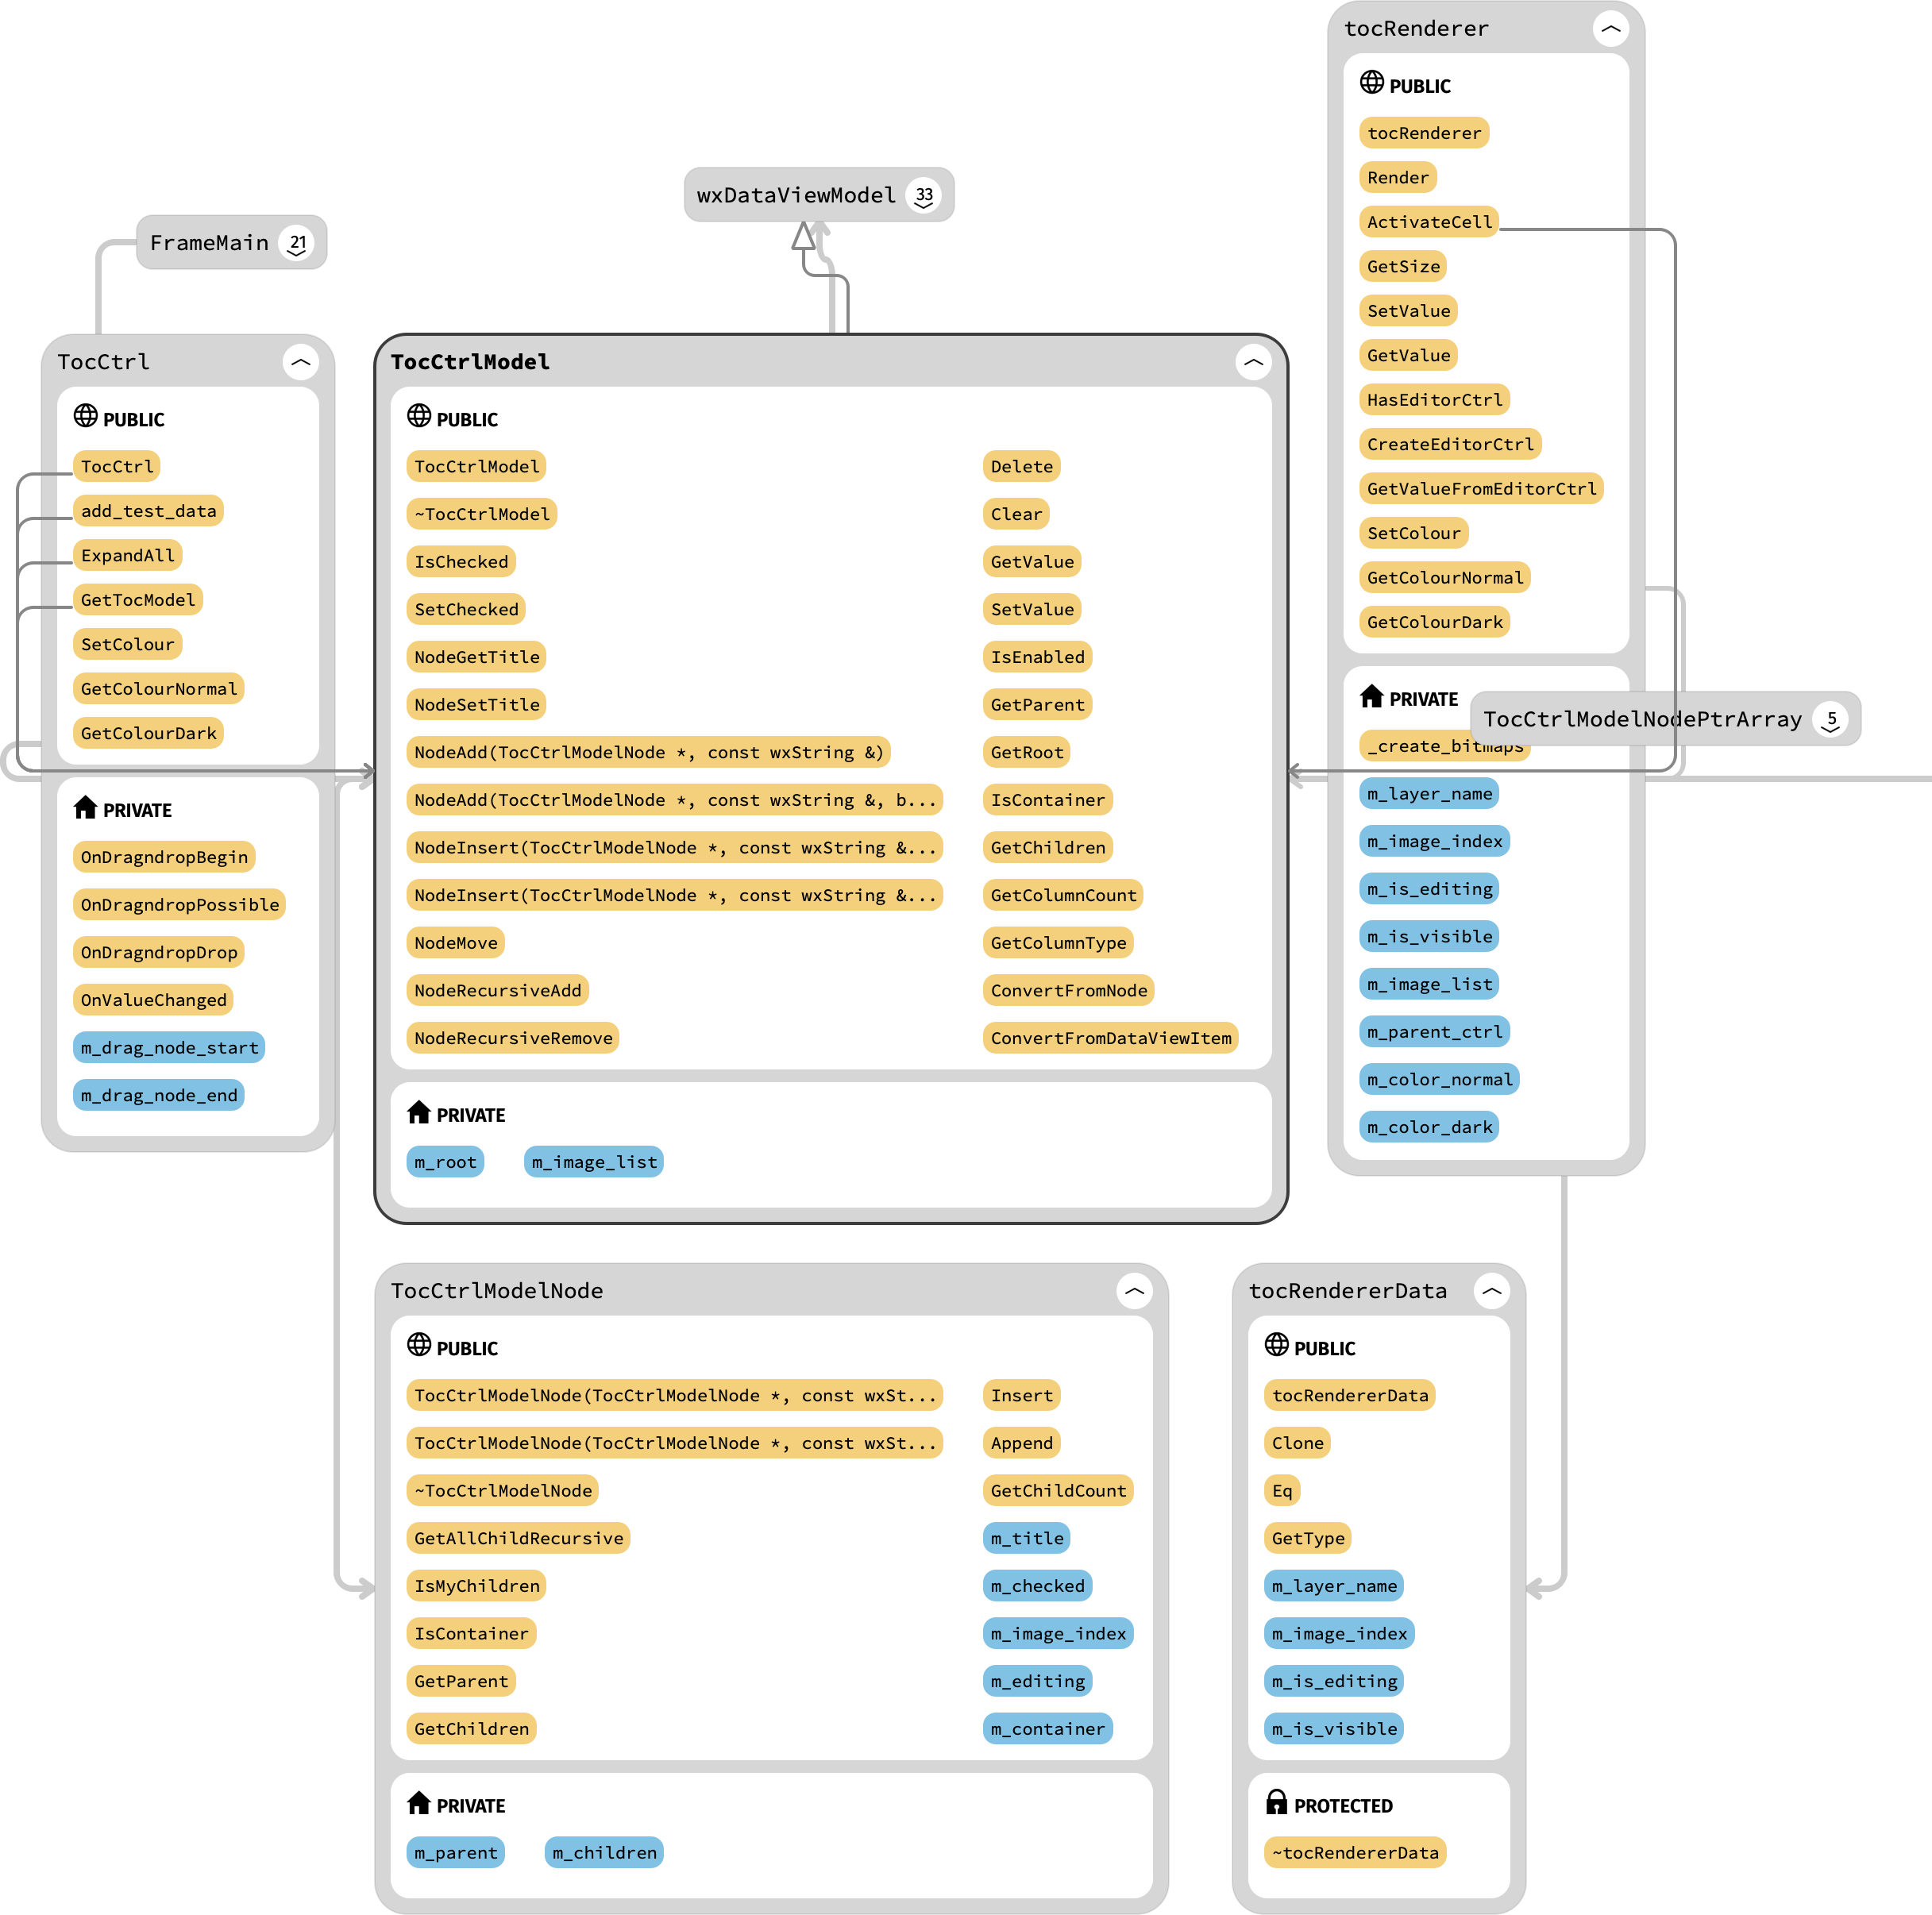 tocRenderer
PUBLIC
tocRenderer
Render
ActivateCell
GetSize
SetValue
GetValue
HasEditorCtrl
CreateEditorCtrl
GetValueFromEditorCtrl
SetColour
GetColourNormal
GetColourDark
PRIVATE
_create_bitmaps
m_layer_name
m_image_index
m_is_editing
m_is_visible
m_image_list
m_parent_ctrl
m_color_normal
m_color_dark
TocCtrlModelNodePtrArray 5
wxDataViewModel 33
FrameMain 21
TocCtrl
PUBLIC
TocCtrl
add_test_data
ExpandAll
GetTocModel
SetColour
GetColourNormal
GetColourDark
PRIVATE
OnDragndropBegin
OnDragndropPossible
OnDragndropDrop
OnValueChanged
m_drag_node_start
m_drag_node_end
TocCtrlModel
PUBLIC
TocCtrlModel
~TocCtrlModel
IsChecked
SetChecked
NodeGetTitle
NodeSetTitle
NodeAdd(TocCtrlModelNode *, const wxString &)
NodeAdd(TocCtrlModelNode *, const wxString &, b...
NodeInsert(TocCtrlModelNode *, const wxString &...
NodeInsert(TocCtrlModelNode *, const wxString &...
NodeMove
NodeRecursiveAdd
NodeRecursiveRemove
Delete
Clear
GetValue
SetValue
IsEnabled
GetParent
GetRoot
IsContainer
GetChildren
GetColumnCount
GetColumnType
ConvertFromNode
ConvertFromDataViewItem
PRIVATE
m_root m_image_list
TocCtrlModelNode
PUBLIC
TocCtrlModelNode(TocCtrlModelNode *, const wxSt...
TocCtrlModelNode(TocCtrlModelNode *, const wxSt...
~TocCtrlModelNode
GetAllChildRecursive
IsMyChildren
IsContainer
GetParent
GetChildren
Insert
Append
GetChildCount
m_title
m_checked
m_image_index
m_editing
m_container
PRIVATE
m_parent m_children
tocRendererData
PUBLIC
tocRendererData
Clone
Eq
GetType
m_layer_name
m_image_index
m_is_editing
m_is_visible
PROTECTED
~tocRendererData